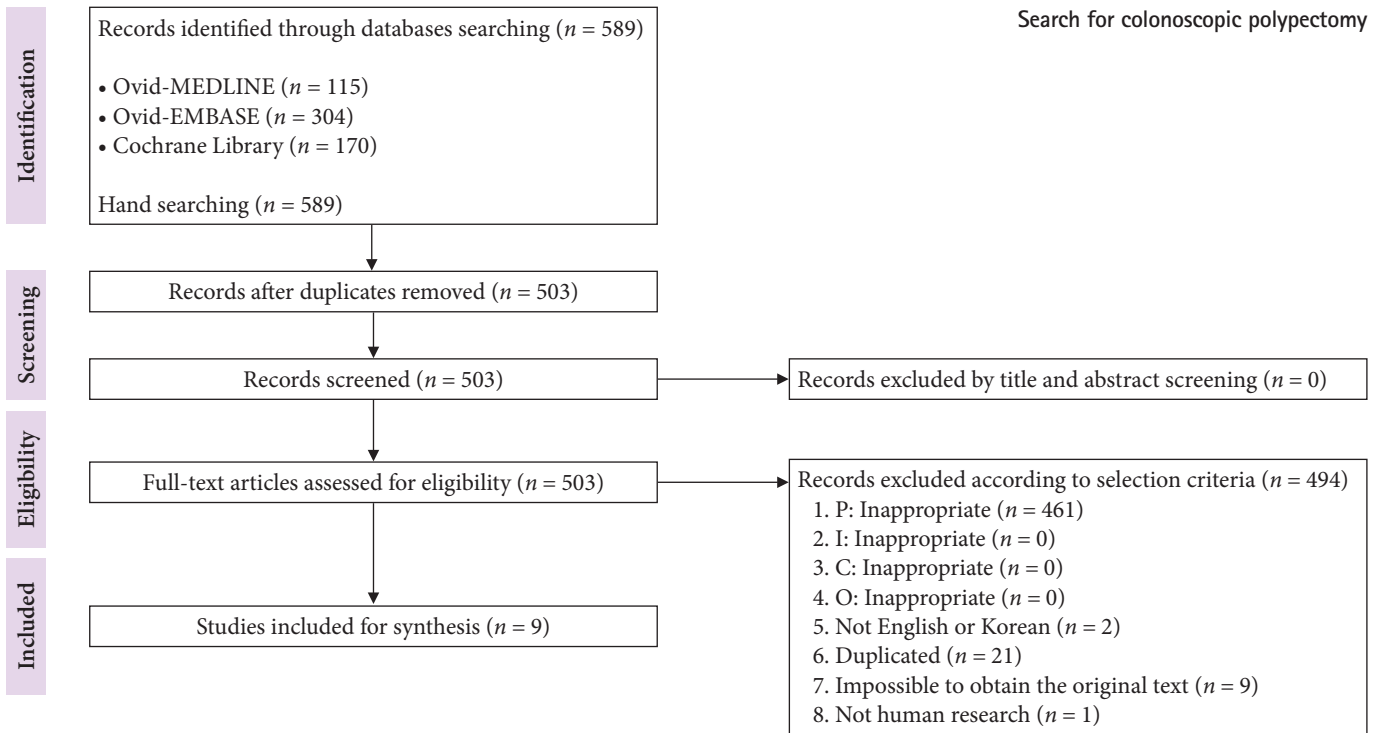 Search for colonoscopic polypectomy
Identification
Records identified through databases searching (n = 589)
• Ovid-MEDLINE (n = 115)
• Ovid-EMBASE (n = 304)
• Cochrane Library (n = 170)
Hand searching (n = 589)
Screening
Records after duplicates removed (n = 503)
Records screened (n = 503)
Records excluded by title and abstract screening (n = 0)
Eligibility
Full-text articles assessed for eligibility (n = 503)
Records excluded according to selection criteria (n = 494)
1. P: Inappropriate (n = 461)
2. I: Inappropriate (n = 0)
3. C: Inappropriate (n = 0)
4. O: Inappropriate (n = 0)
5. Not English or Korean (n = 2)
6. Duplicated (n = 21)
7. Impossible to obtain the original text (n = 9)
8. Not human research (n = 1)
Included
Studies included for synthesis (n = 9)